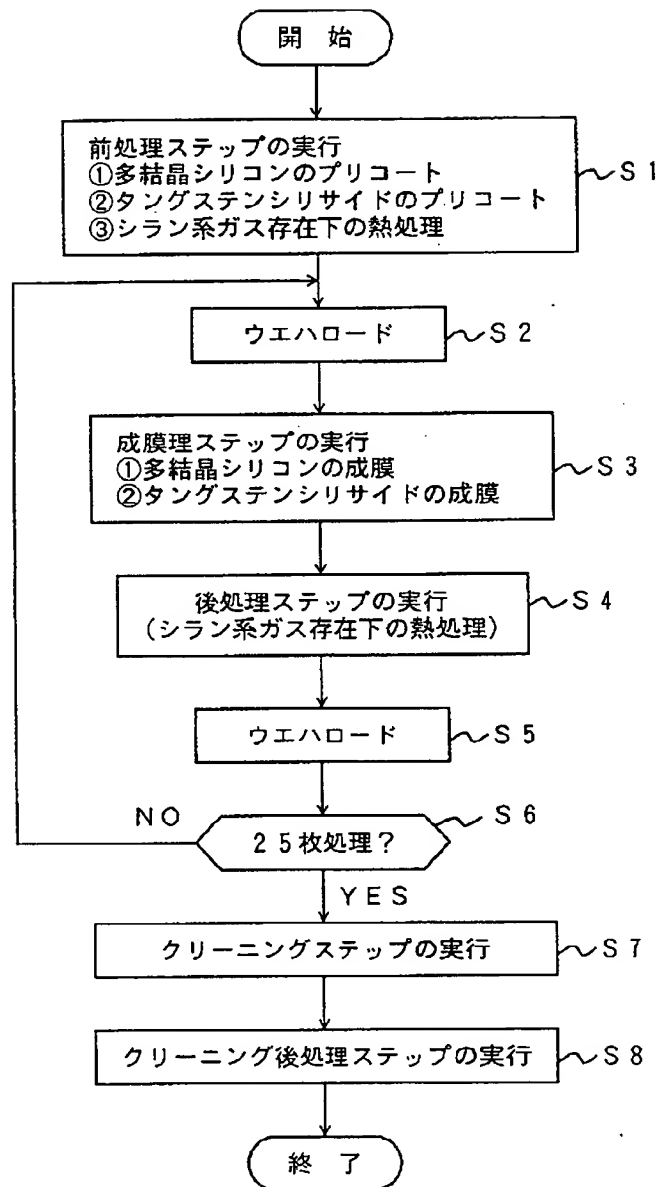 開　始
前処理ステップの実行
①多結晶シリコンのプリコート
②タングステンシリサイドのプリコート
③シラン系ガス存在下の熱処理
S1
ウエハロード
S2
成膜理ステップの実行
①多結晶シリコンの成膜
②タングステンシリサイドの成膜
S3
後処理ステップの実行
（シラン系ガス存在下の熱処理）
S4
ウエハロード
S5
NO
25枚処理？
S6
YES
クリーニングステップの実行
S7
クリーニング後処理ステップの実行
S8
終　了